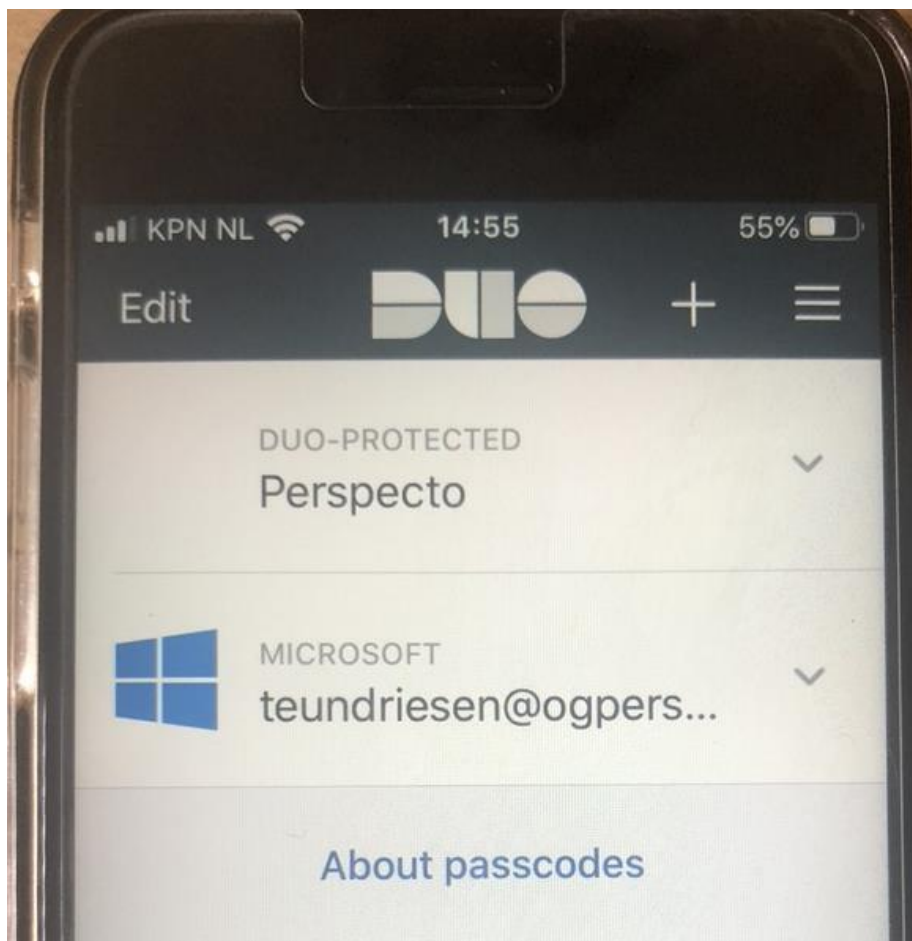 KPN NL 14:55 55%
Edit DUO
DUO-PROTECTED
Perspecto
MICROSOFT
teundriesen@ogpers...
About passcodes